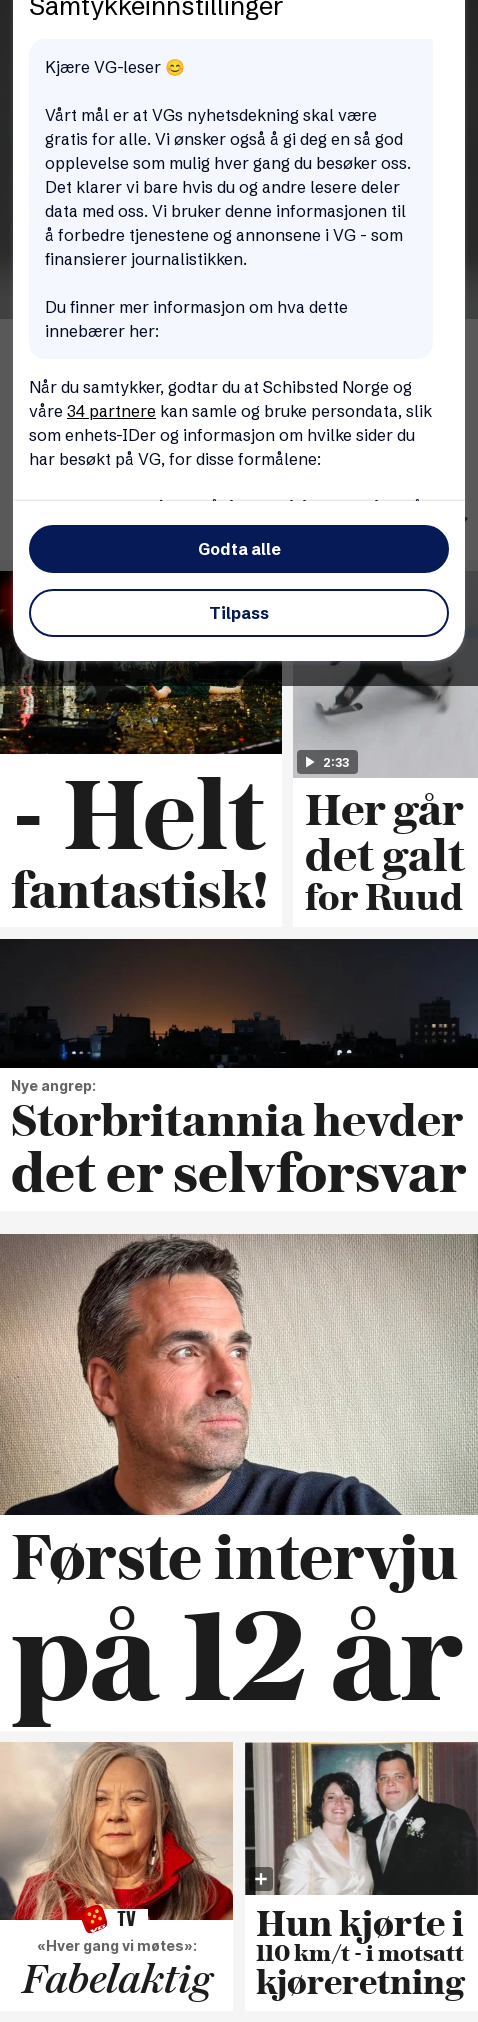 Samtykkeinnstillinger
Kjære VG-leser 😊
Vårt mål er at VGs nyhetsdekning skal være
gratis for alle. Vi ønsker også å gi deg en så god
opplevelse som mulig hver gang du besøker oss.
Det klarer vi bare hvis du og andre lesere deler
data med oss. Vi bruker denne informasjonen til
å forbedre tjenestene og annonsene i VG - som
finansierer journalistikken.
Du finner mer informasjon om hva dette
innebærer her:
Når du samtykker, godtar du at Schibsted Norge og
våre 34 partnere kan samle og bruke persondata, slik
som enhets-IDer og informasjon om hvilke sider du
har besøkt på VG, for disse formålene:
Godta alle
Tilpass
2:33
- Helt
fantastisk!
Her går
det galt
for Ruud
Nye angrep:
Storbritannia hevder
det er selvforsvar
Første intervju
på 12 år
TV
«Hver gang vi møtes»:
Fabelaktig
Hun kjørte i
110 km/t - i motsatt
kjøreretning